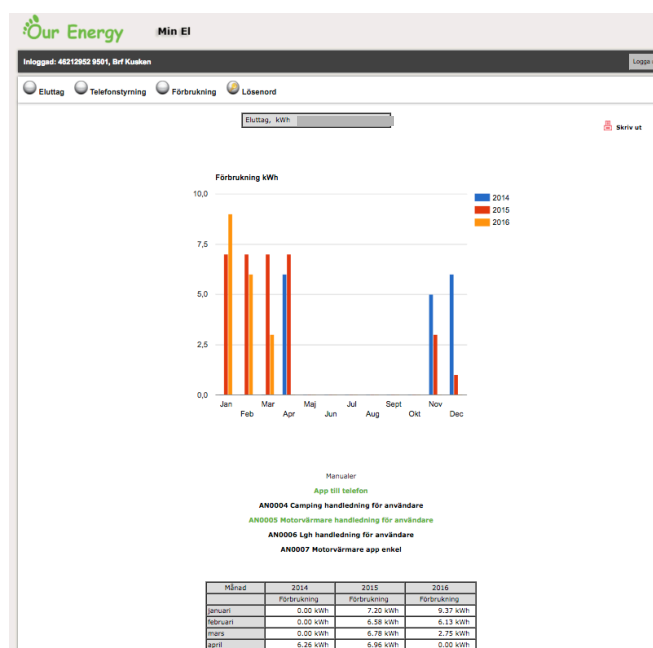 Our Energy Min El
Inloggad: 46212952 9501, Brf Kusken
Logga
Eluttag Telefonstyrning Förbrukning Lösenord
Eluttag, kWh
Skriv ut
Förbrukning kWh
10,0
7,5
5,0
2,5
0,0
2014
2015
2016
Jan Mar Maj Jul Sept Nov
Feb Apr Jun Aug Okt Dec
Manualer
App till telefon
AN0004 Camping handledning för användare
AN0005 Motorvärmare handledning för användare
AN0006 Lgh handledning för användare
AN0007 Motorvärmare app enkel
Månad 2014 2015 2016
Förbrukning Förbrukning Förbrukning
januari 0.00 kWh 7.20 kWh 9.37 kWh
februari 0.00 kWh 6.58 kWh 6.13 kWh
mars 0.00 kWh 6.78 kWh 2.75 kWh
april 6.26 kWh 6.96 kWh 0.00 kWh